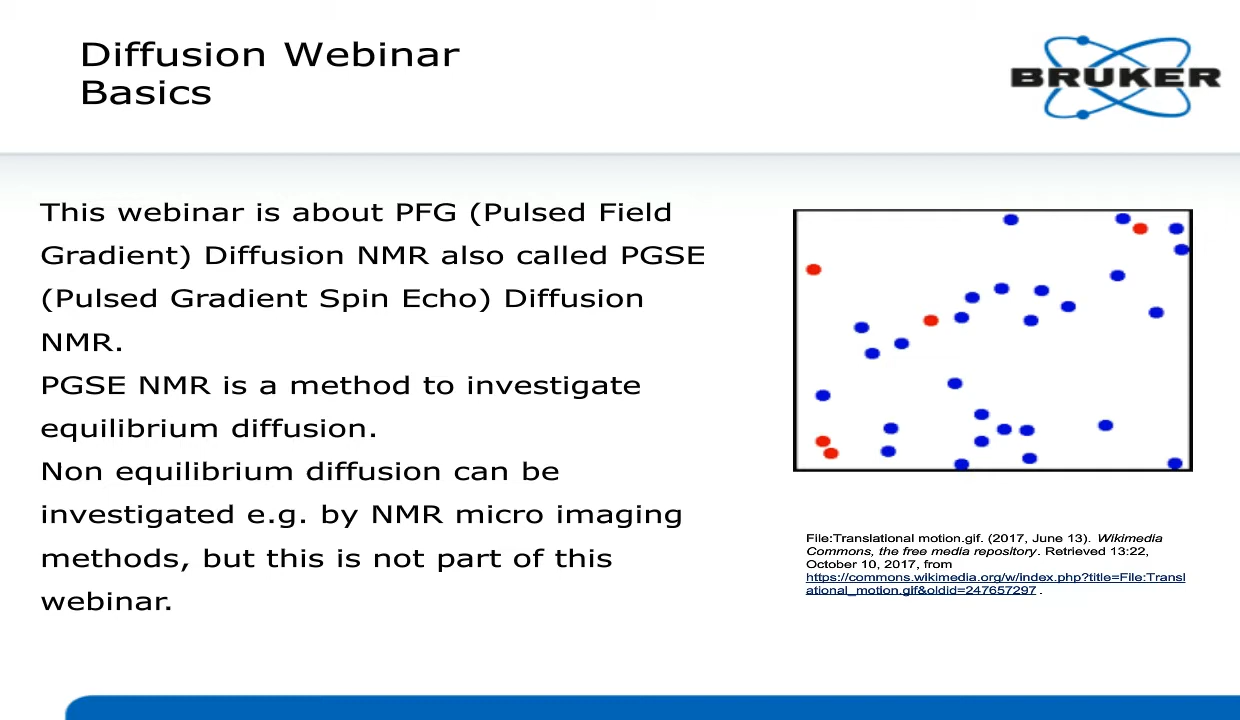 Diffusion Webinar
Basics
BRUKER
This webinar is about PFG (Pulsed Field
Gradient) Diffusion NMR also called PGSE
(Pulsed Gradient Spin Echo) Diffusion
NMR.
PGSE NMR is a method to investigate
equilibrium diffusion.
Non equilibrium diffusion can be
investigated e.g. by NMR micro imaging
methods, but this is not part of this
webinar.
File:Translational motion.gif. (2017, June 13). Wikimedia
Commons, the free media repository. Retrieved 13:22,
October 10, 2017, from
https://commons.wikimedia.org/w/index.php?title=File:Transl
ational_motion.gif&oldid=247657297 .